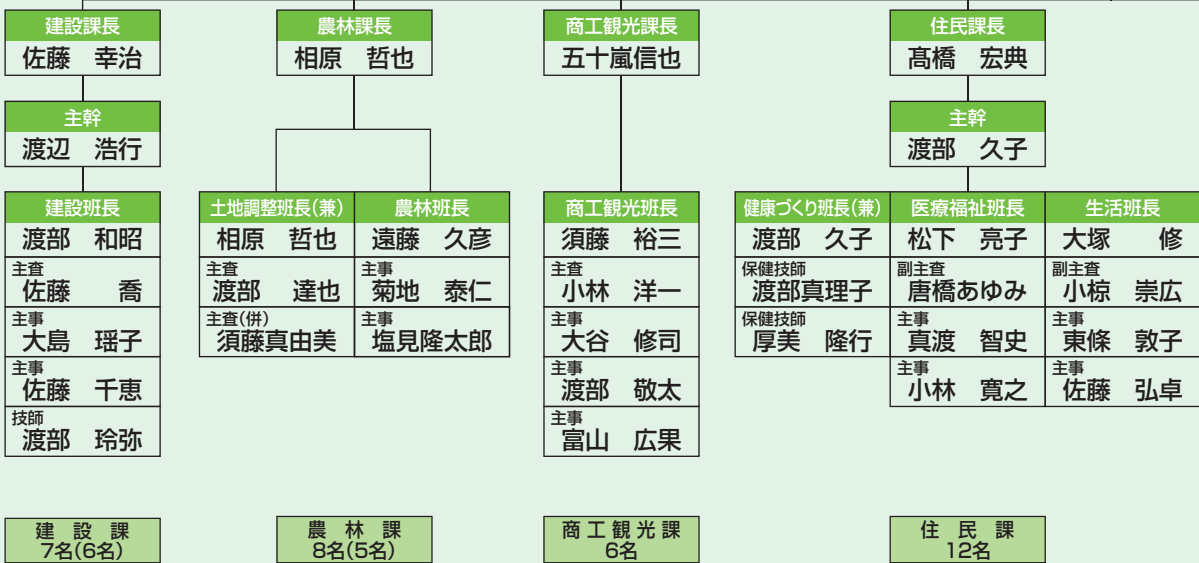 建設課長
佐藤　幸治
主幹
渡辺　浩行
建設班長
渡部　和昭
主査
佐藤　　喬
主事
大島　瑶子
主事
佐藤　千恵
技師
渡部　玲弥
建設課
7名(6名)
農林課長
相原　哲也
土地調整班長(兼)
相原　哲也
主査
渡部　達也
主査(併)
須藤真由美
農林班長
遠藤　久彦
主事
菊地　泰仁
主事
塩見隆太郎
農林課
8名(5名)
商工観光課長
五十嵐信也
商工観光班長
須藤　裕三
主査
小林　洋一
主事
大谷　修司
主事
渡部　敬太
主事
富山　広果
商工観光課
6名
住民課長
髙橋　宏典
主幹
渡部　久子
健康づくり班長(兼)
渡部　久子
保健技師
渡部真理子
保健技師
厚美　隆行
医療福祉班長
松下　亮子
副主査
唐橋あゆみ
主事
真渡　智史
主事
小林　寛之
生活班長
大塚　　修
副主査
小椋　崇広
主事
東條　敦子
主事
佐藤　弘卓
住民課
12名